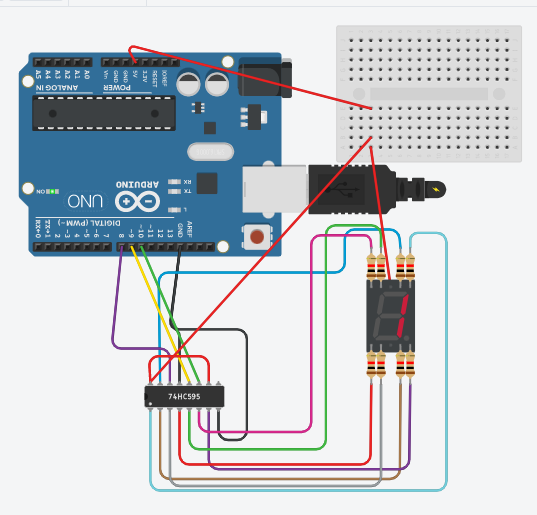 A5 A4 A3 A2 A1 A0 Vin GND GND 5V 3.3V RESET IOREF
ANALOG IN POWER
ON
UNO
ARDUINO
RX
TX
L
DIGITAL (PWM~)
RX←0 TX→1 2 ~3 4 ~5 ~6 7 8 ~9 ~10 ~11 12 13 GND AREF
74HC595